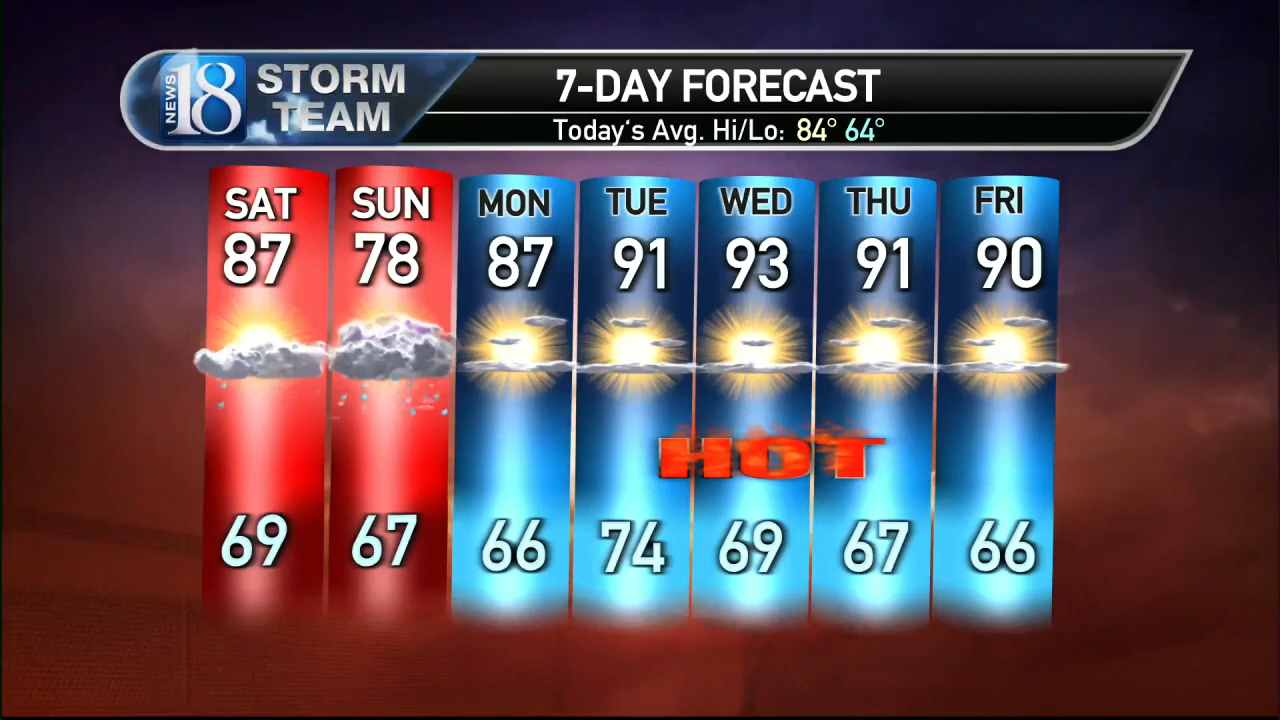 NEWS 18 STORM TEAM
7-DAY FORECAST
Today's Avg. Hi/Lo: 84° 64°
SAT SUN MON TUE WED THU FRI
87 78 87 91 93 91 90
HOT
69 67 66 74 69 67 66